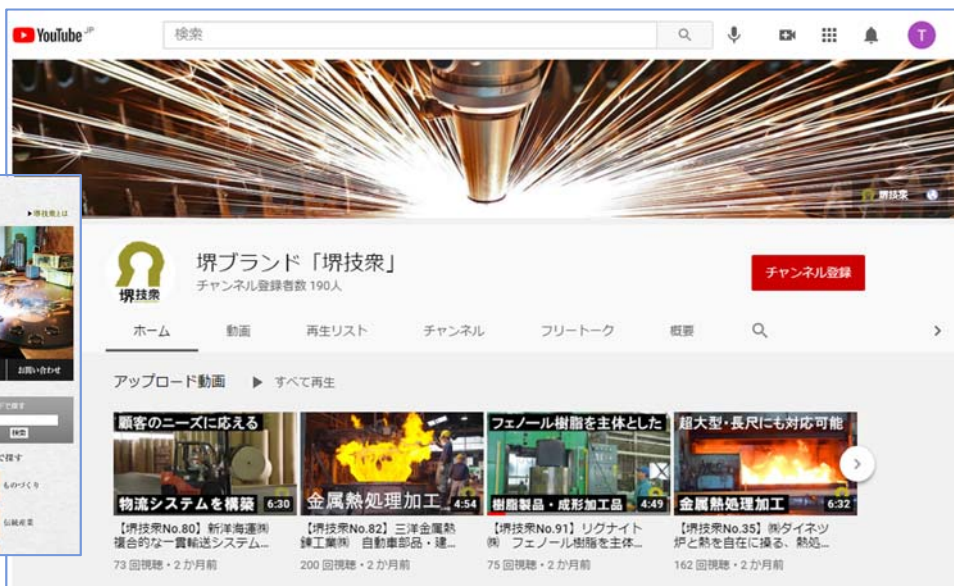 YouTube JP
検索
T
堺技衆
▶堺技衆とは
お問い合わせ
ドで探す
検索
で探す
ものづくり
伝統産業
堺技衆
堺ブランド「堺技衆」
チャンネル登録者数 190人
チャンネル登録
ホーム 動画 再生リスト チャンネル フリートーク 概要
アップロード動画 ▶ すべて再生
顧客のニーズに応える
物流システムを構築 6:30
【堺技衆No.80】新洋海運㈱
複合的な一貫輸送システム...
73 回視聴・2 か月前
金属熱処理加工 4:54
【堺技衆No.82】三洋金属熱
錬工業㈱ 自動車部品・建...
200 回視聴・2 か月前
フェノール樹脂を主体とした
樹脂製品・成形加工品 4:49
【堺技衆No.91】リグナイト
㈱ フェノール樹脂を主体...
75 回視聴・2 か月前
超大型・長尺にも対応可能
金属熱処理加工 6:32
【堺技衆No.35】㈱ダイネツ
炉と熱を自在に操る、熱処...
162 回視聴・2 か月前